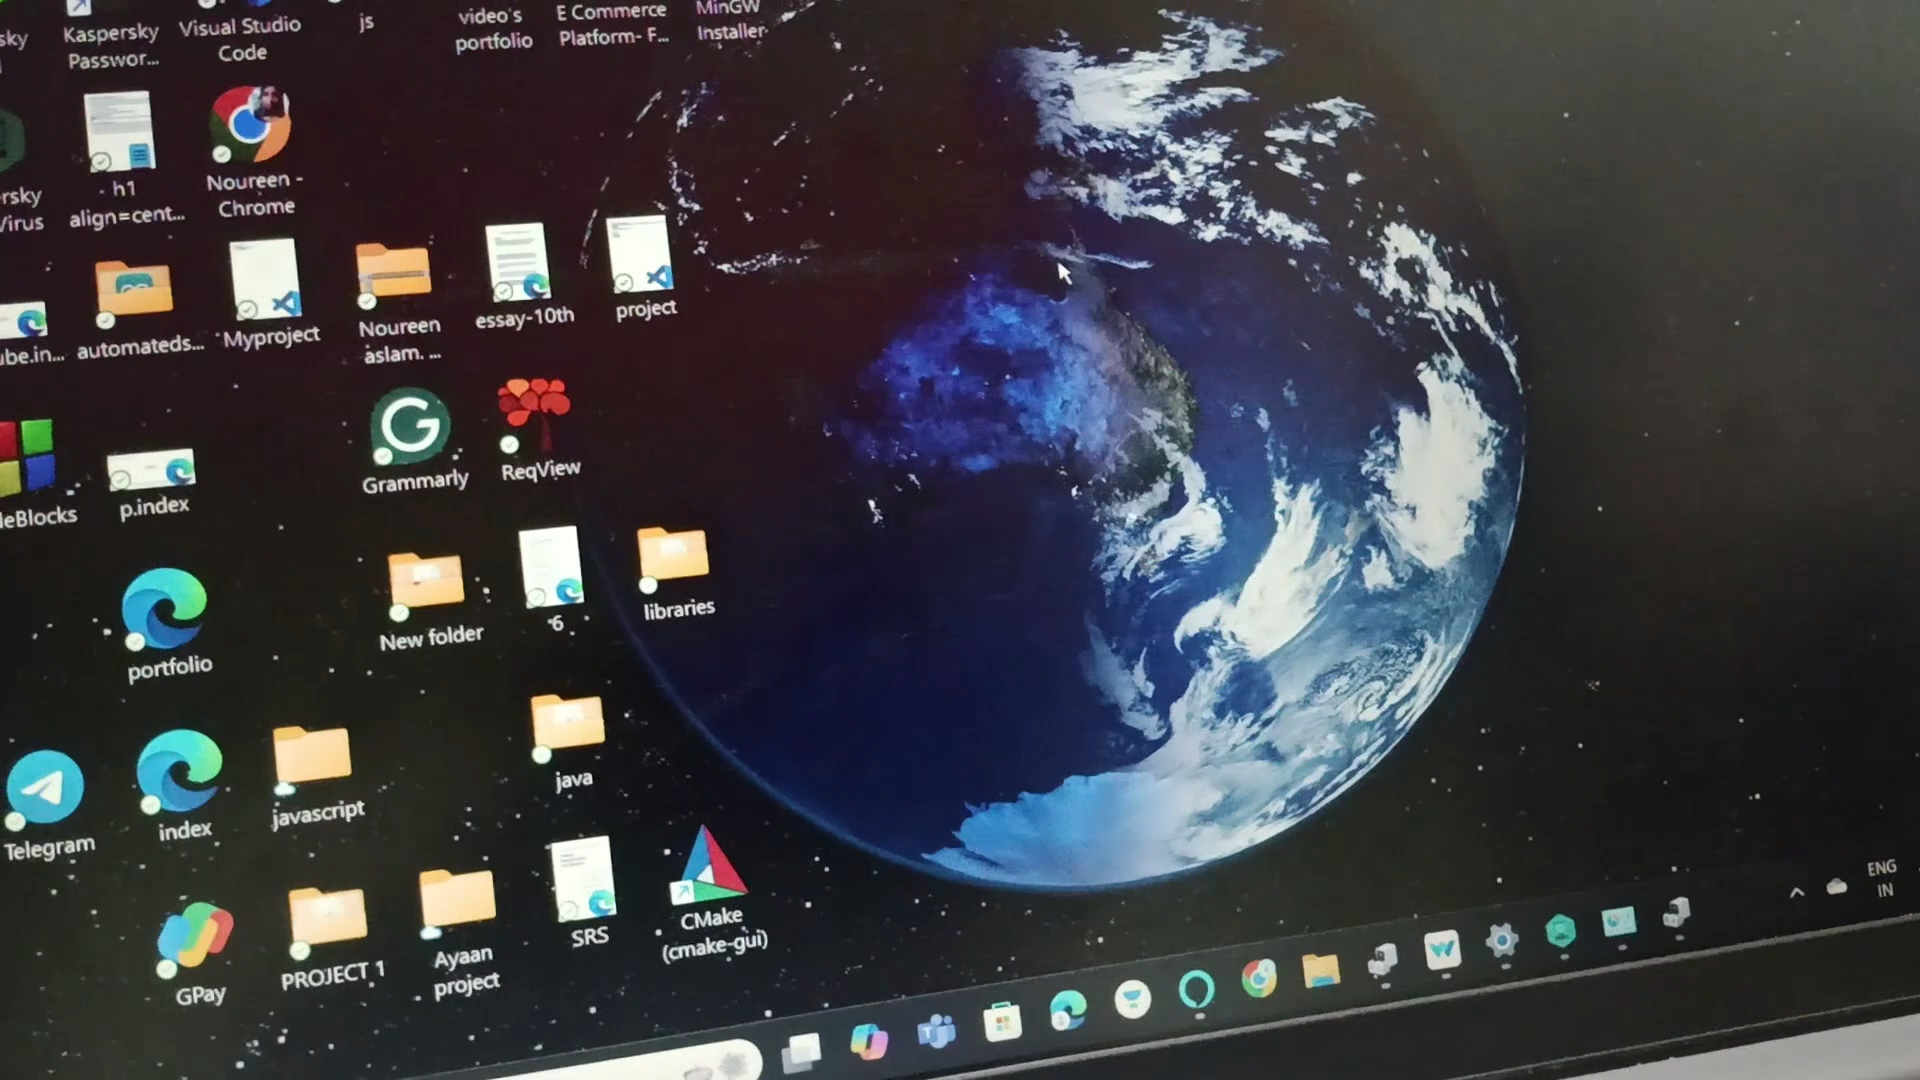 sky
Kaspersky
Passwor...
Visual Studio
Code
js
video's
portfolio
E Commerce
Platform- F...
MinGW
Installer
ersky
Virus
h1
align=cent...
Noureen -
Chrome
ube.in...
automateds...
Myproject
Noureen
aslam. ...
essay-10th
project
leBlocks
p.index
Grammarly
ReqView
portfolio
New folder
6
libraries
Telegram
index
javascript
java
GPay
PROJECT 1
Ayaan
project
SRS
CMake
(cmake-gui)
ENG
IN